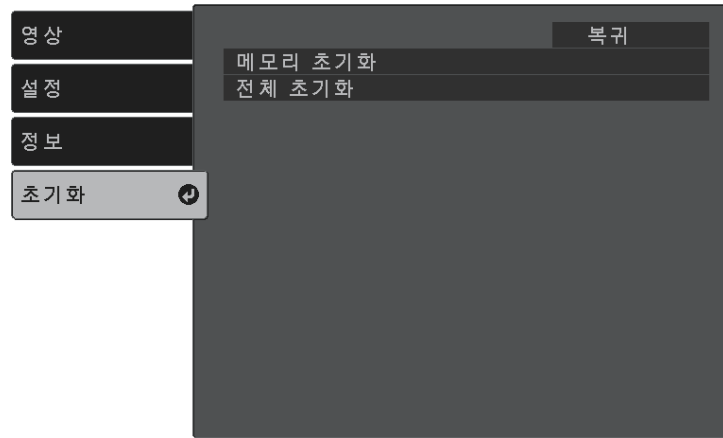 영상
설정
정보
초기화
복귀
메모리 초기화
전체 초기화